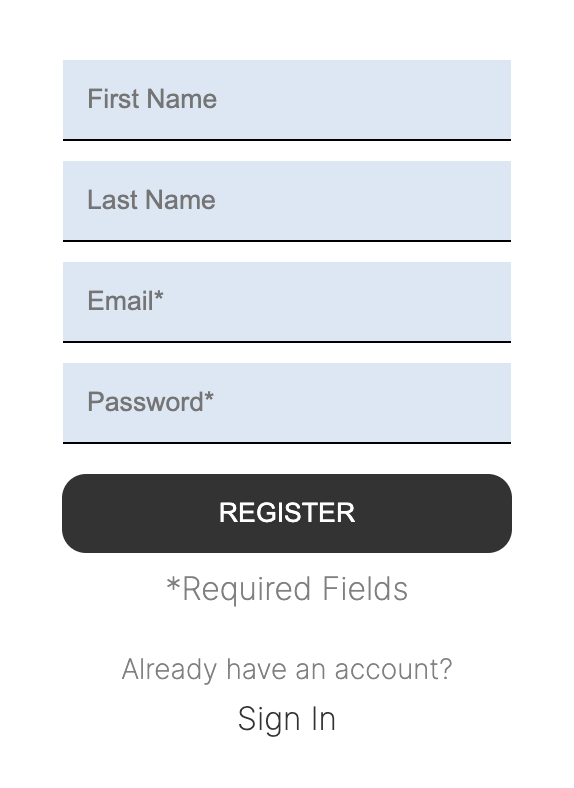 First Name
Last Name
Email*
Password*
REGISTER
*Required Fields
Already have an account?
Sign In